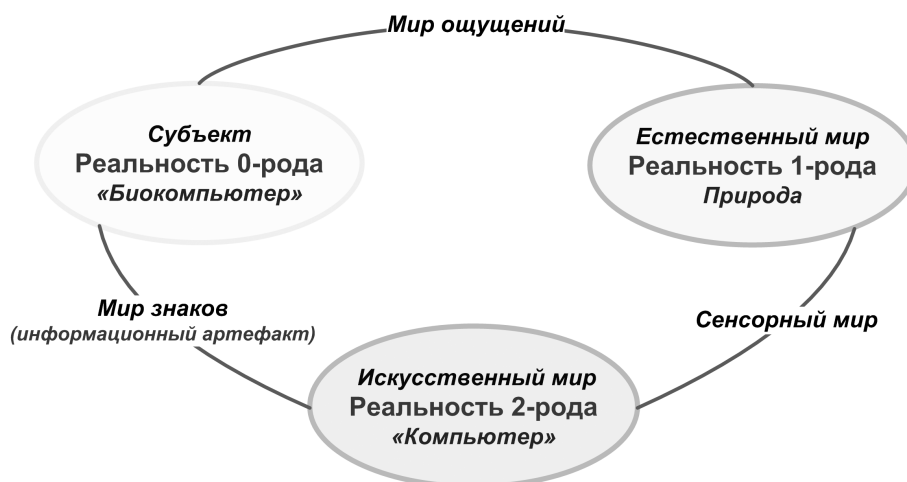 Мир ощущений
Субъект
Реальность 0-рода
«Биокомпьютер»
Естественный мир
Реальность 1-рода
Природа
Мир знаков
(информационный артефакт)
Сенсорный мир
Искусственный мир
Реальность 2-рода
«Компьютер»